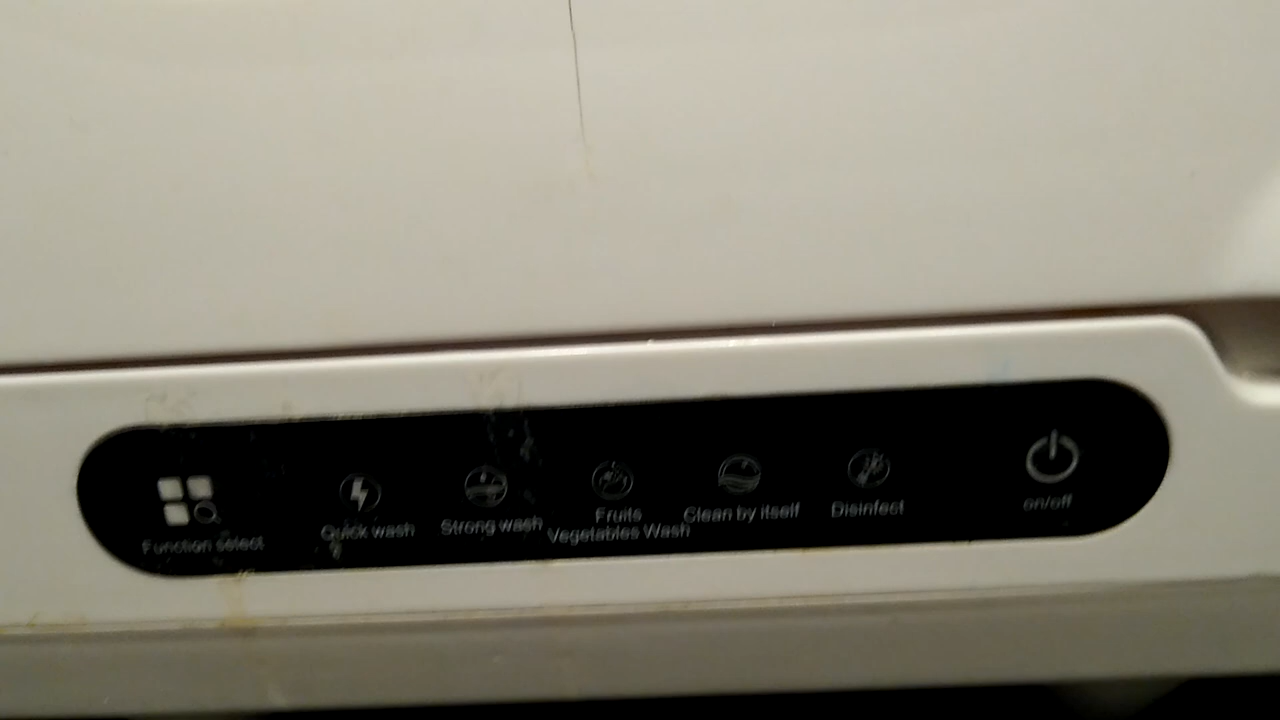 Function select
Quick wash
Strong wash
Fruits
Vegetables Wash
Clean by itself
Disinfect
on/off